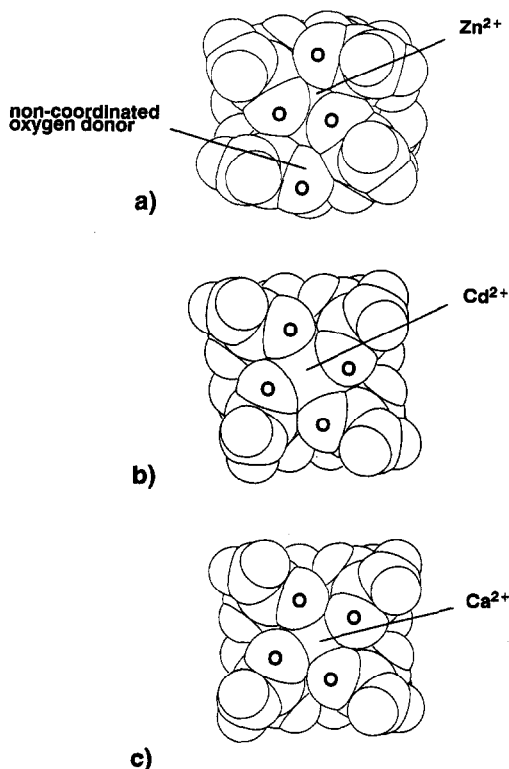 O
Zn²⁺
non-coordinated
oxygen donor
O O
O
a)
O
Cd²⁺
O
O
O
b)
O
O
Ca²⁺
O
O
c)